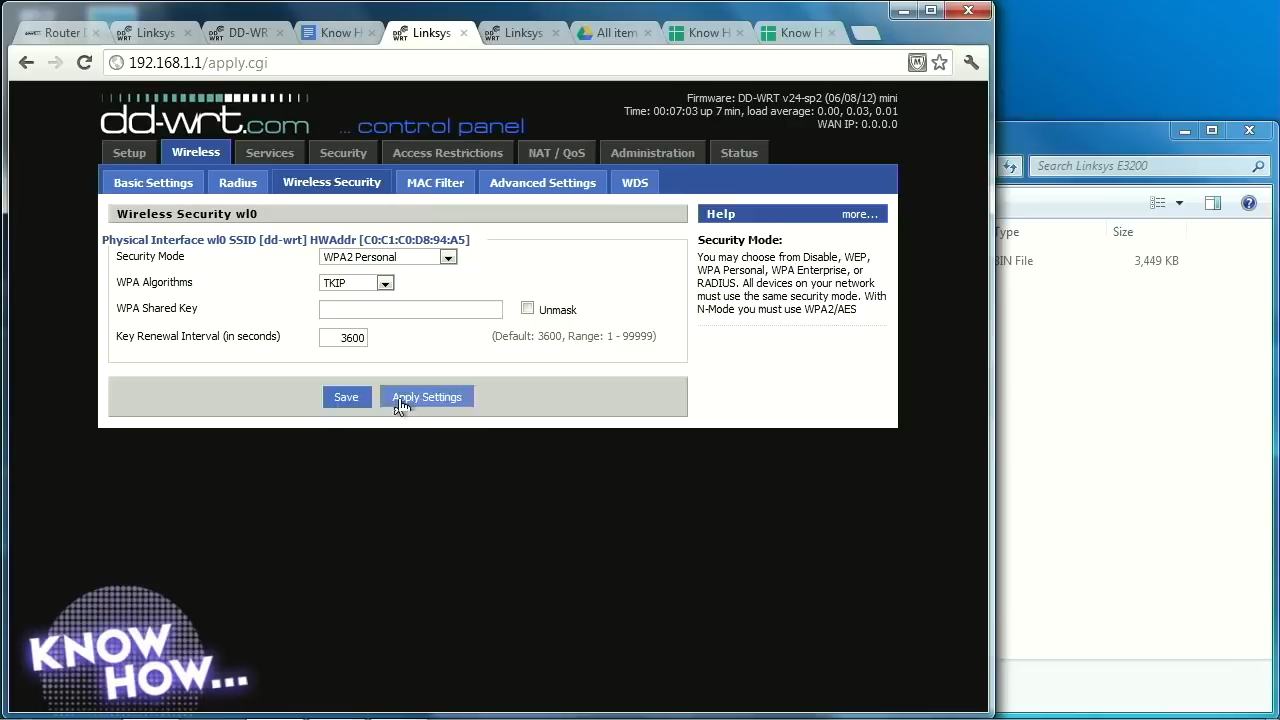 Router
Linksys
DD-WR
Know H
Linksys
Linksys
All item
Know H
Know H
192.168.1.1/apply.cgi
Firmware: DD-WRT v24-sp2 (06/08/12) mini
Time: 00:07:03 up 7 min, load average: 0.00, 0.03, 0.01
WAN IP: 0.0.0.0
dd-wrt.com ... control panel
Setup Wireless Services Security Access Restrictions NAT / QoS Administration Status
Basic Settings Radius Wireless Security MAC Filter Advanced Settings WDS
Wireless Security wl0
Physical Interface wl0 SSID [dd-wrt] HWAddr [C0:C1:C0:D8:94:A5]
Security Mode WPA2 Personal
WPA Algorithms TKIP
WPA Shared Key Unmask
Key Renewal Interval (in seconds) 3600 (Default: 3600, Range: 1 - 99999)
Save Apply Settings
Help more...
Security Mode:
You may choose from Disable, WEP,
WPA Personal, WPA Enterprise, or
RADIUS. All devices on your network
must use the same security mode. With
N-Mode you must use WPA2/AES
Search Linksys E3200
Type Size
BIN File 3,449 KB
KNOW
HOW...